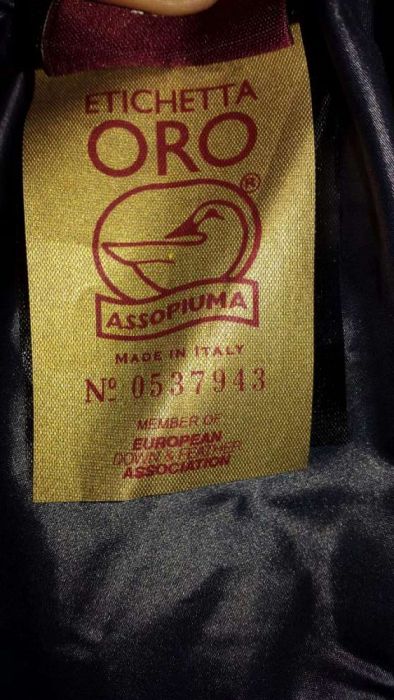 ETICHETTA
ORO
®
ASSOPIUMA
MADE IN ITALY
Nº 0537943
MEMBER OF
EUROPEAN
DOWN & FEATHER
ASSOCIATION